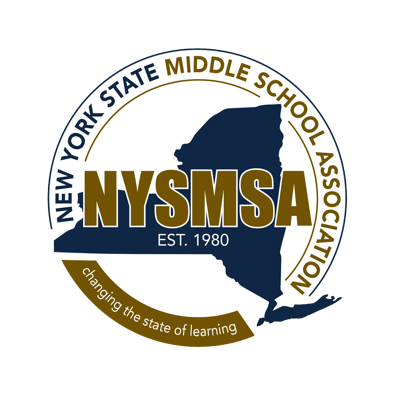 NEW YORK STATE MIDDLE SCHOOL ASSOCIATION
NYSMSA
EST. 1980
changing the state of learning